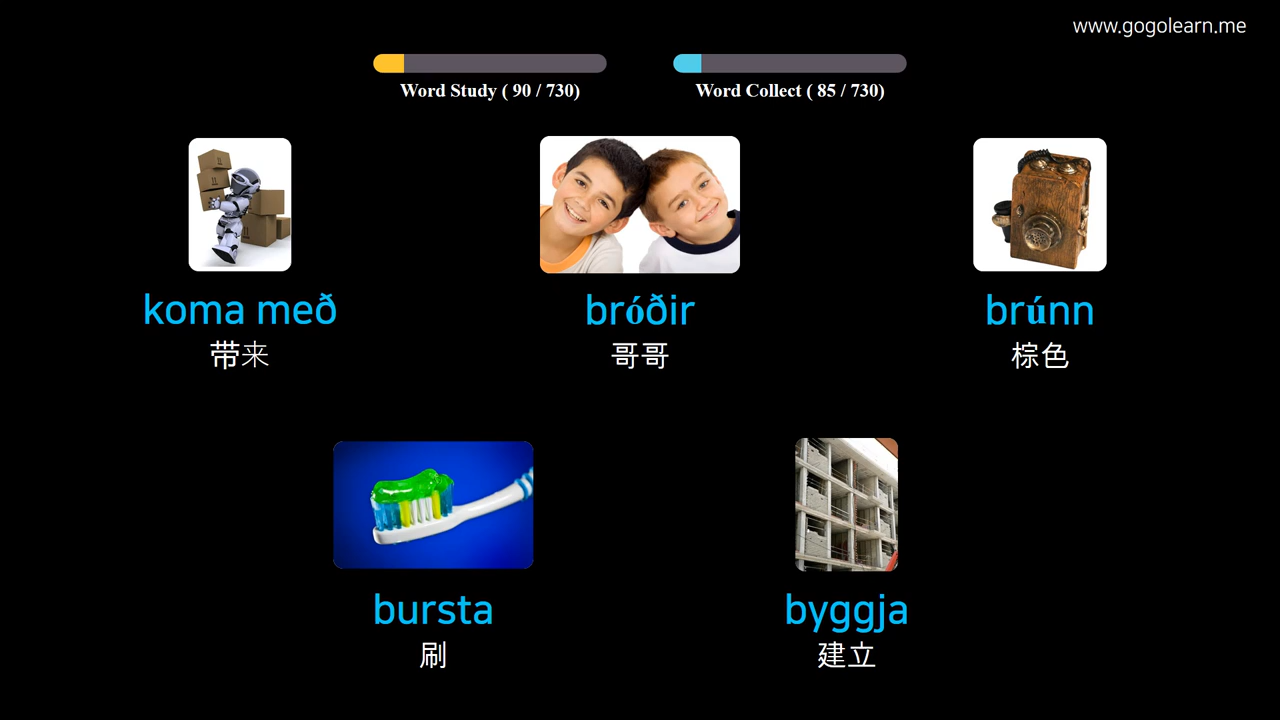 www.gogolearn.me
Word Study ( 90 / 730)
Word Collect ( 85 / 730)
koma með
带来
bróðir
哥哥
brúnn
棕色
bursta
刷
byggja
建立